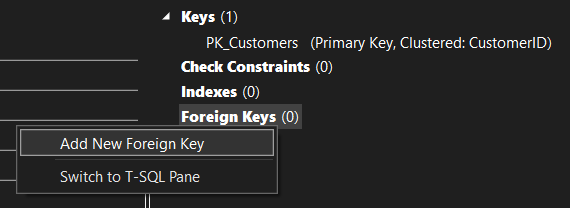 Keys (1)
PK_Customers (Primary Key, Clustered: CustomerID)
Check Constraints (0)
Indexes (0)
Foreign Keys (0)
Add New Foreign Key
Switch to T-SQL Pane